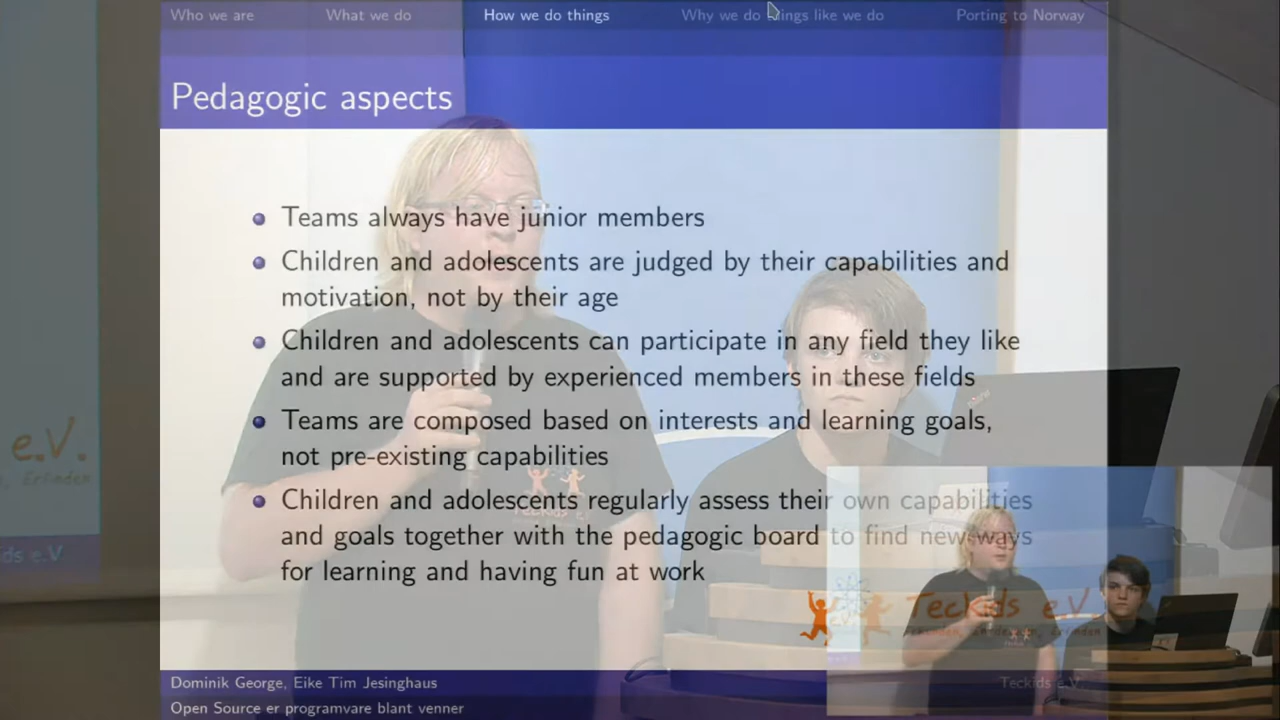 Who we are
What we do
How we do things
Why we do things like we do
Porting to Norway
Pedagogic aspects
Teams always have junior members
Children and adolescents are judged by their capabilities and
motivation, not by their age
Children and adolescents can participate in any field they like
and are supported by experienced members in these fields
Teams are composed based on interests and learning goals,
not pre-existing capabilities
Children and adolescents regularly assess their own capabilities
and goals together with the pedagogic board to find new ways
for learning and having fun at work
e.V.
, Erfinden
ds e.V
Teckids e.V.
Erfinden
Dominik George, Eike Tim Jesinghaus
Teckids e.V.
Open Source er programvare blant venner